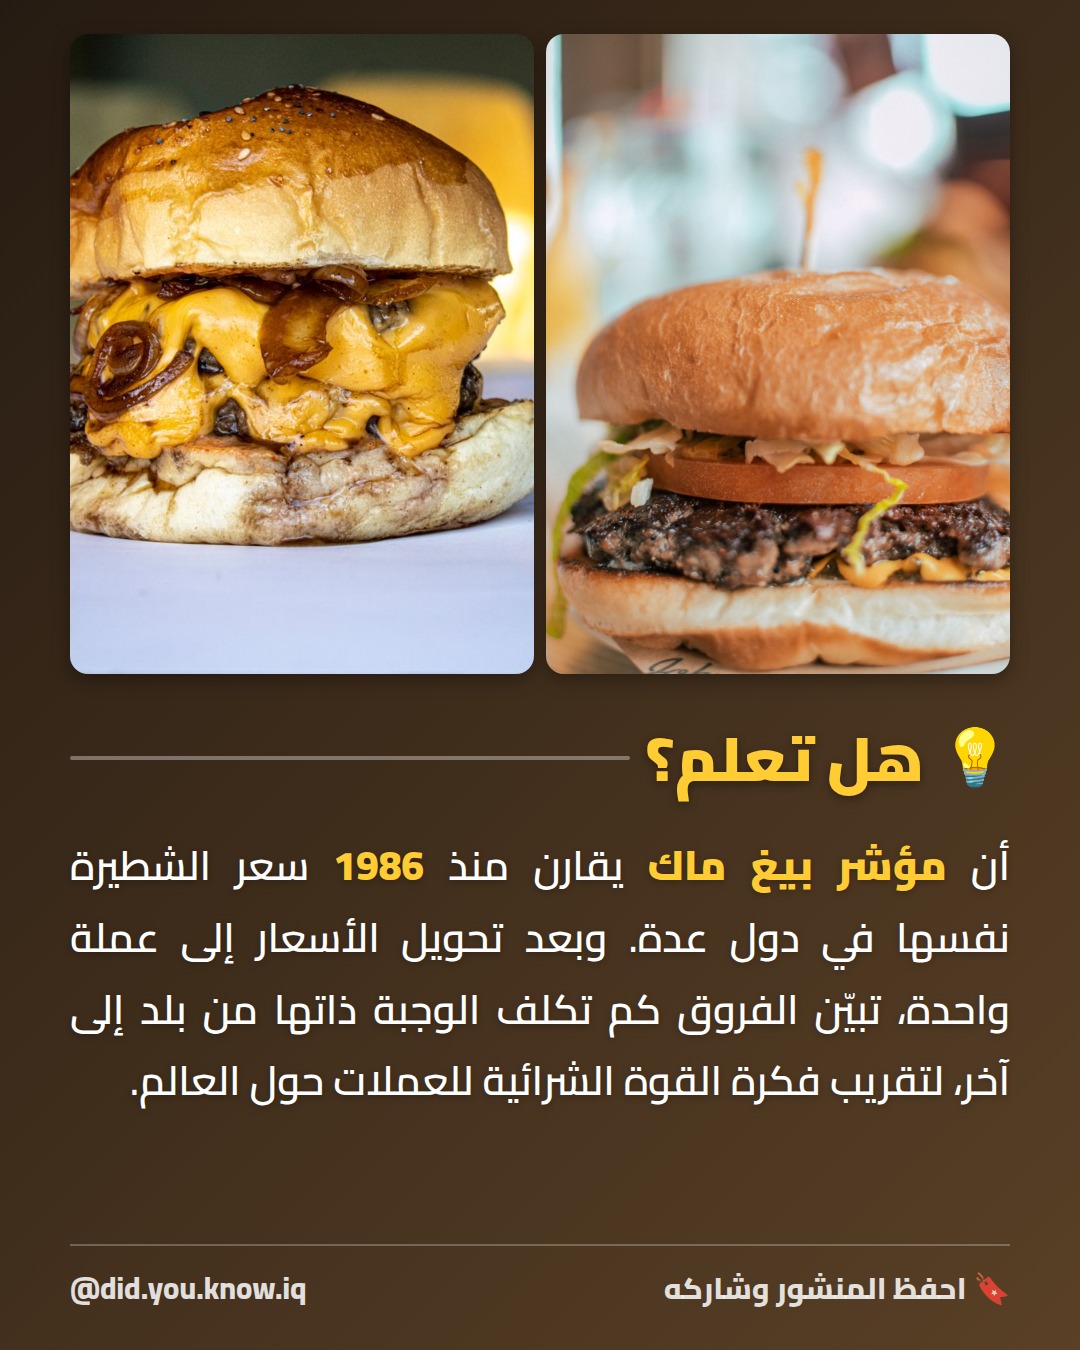 💡 هل تعلم؟
أن مؤشر بيغ ماك يقارن منذ 1986 سعر الشطيرة
نفسها في دول عدة. وبعد تحويل الأسعار إلى عملة
واحدة، تبيّن الفروق كم تكلف الوجبة ذاتها من بلد إلى
آخر، لتقريب فكرة القوة الشرائية للعملات حول العالم.
🔖 احفظ المنشور وشاركه
@did.you.know.iq